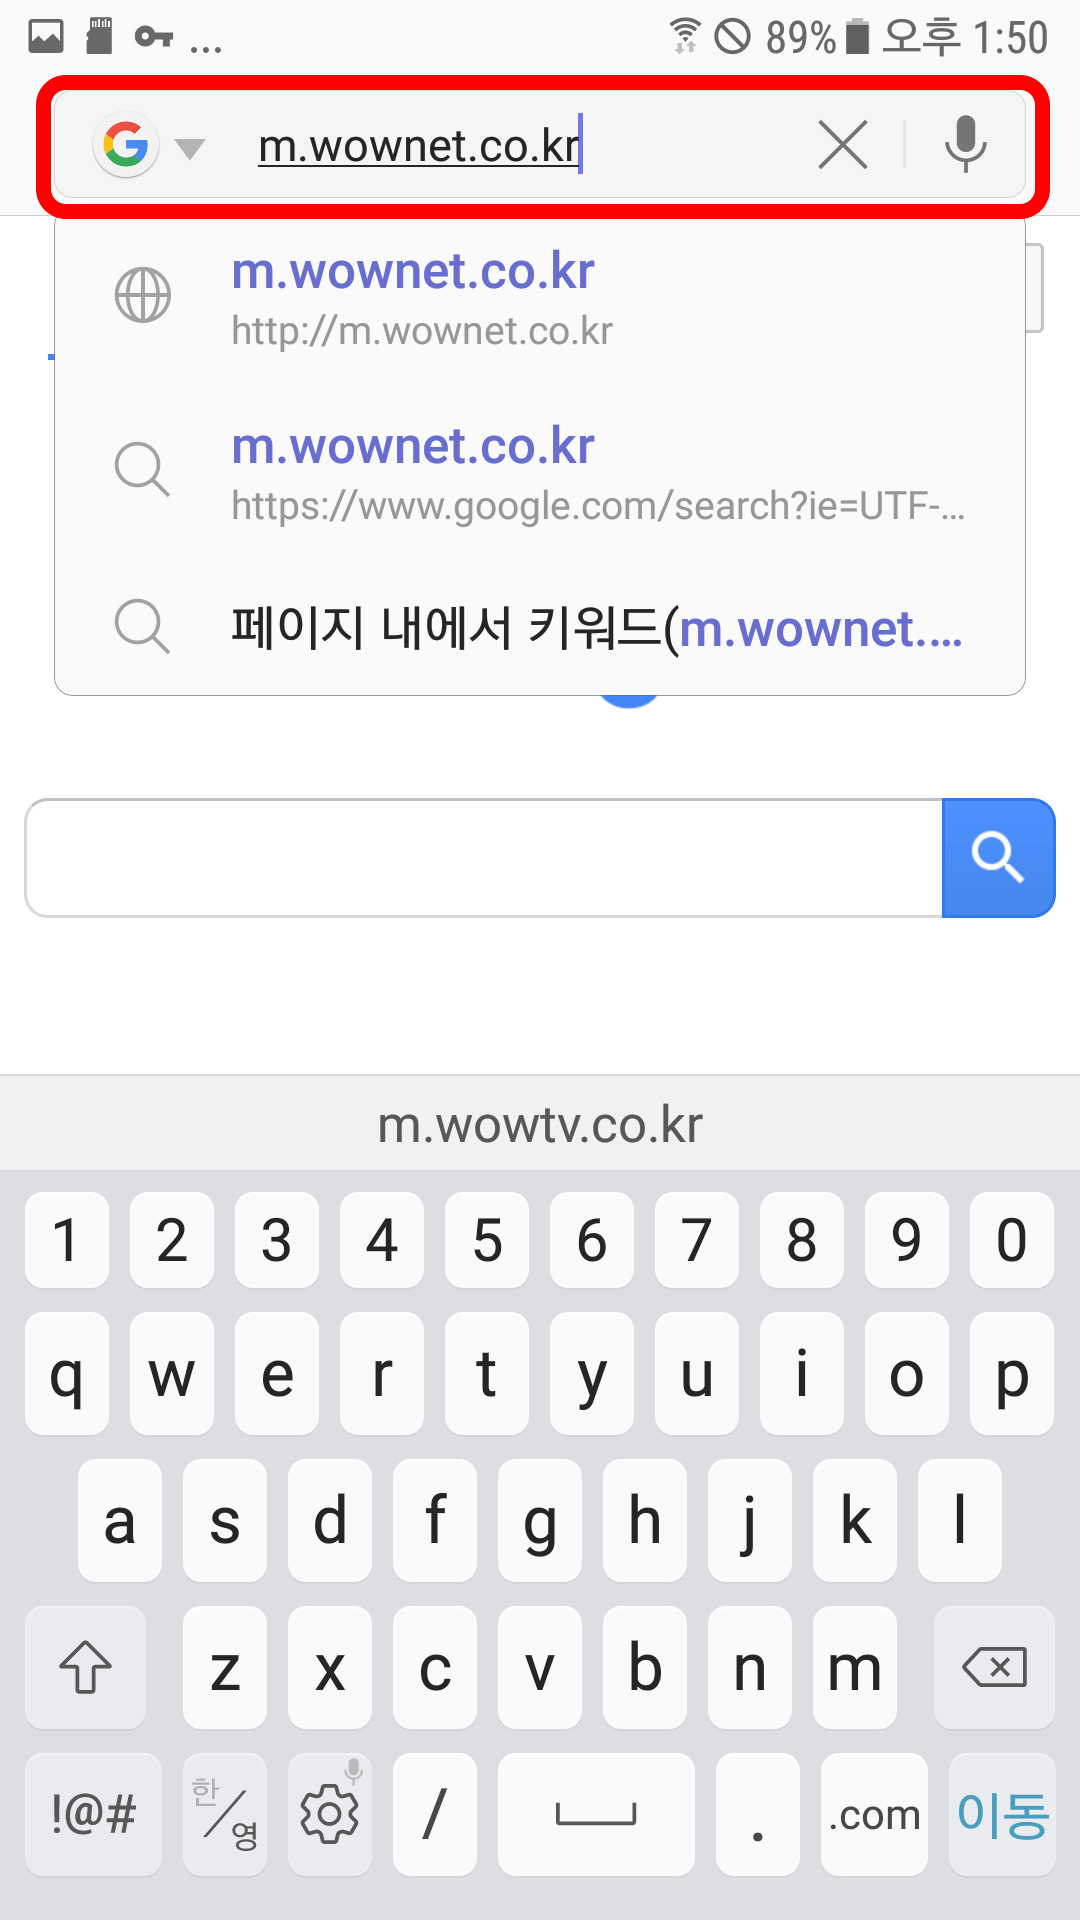 ... 89% 오후 1:50
m.wownet.co.kr
m.wownet.co.kr
http://m.wownet.co.kr
m.wownet.co.kr
https://www.google.com/search?ie=UTF-...
페이지 내에서 키워드(m.wownet....
m.wowtv.co.kr
1 2 3 4 5 6 7 8 9 0
q w e r t y u i o p
a s d f g h j k l
z x c v b n m
!@# 한/영 / . .com 이동